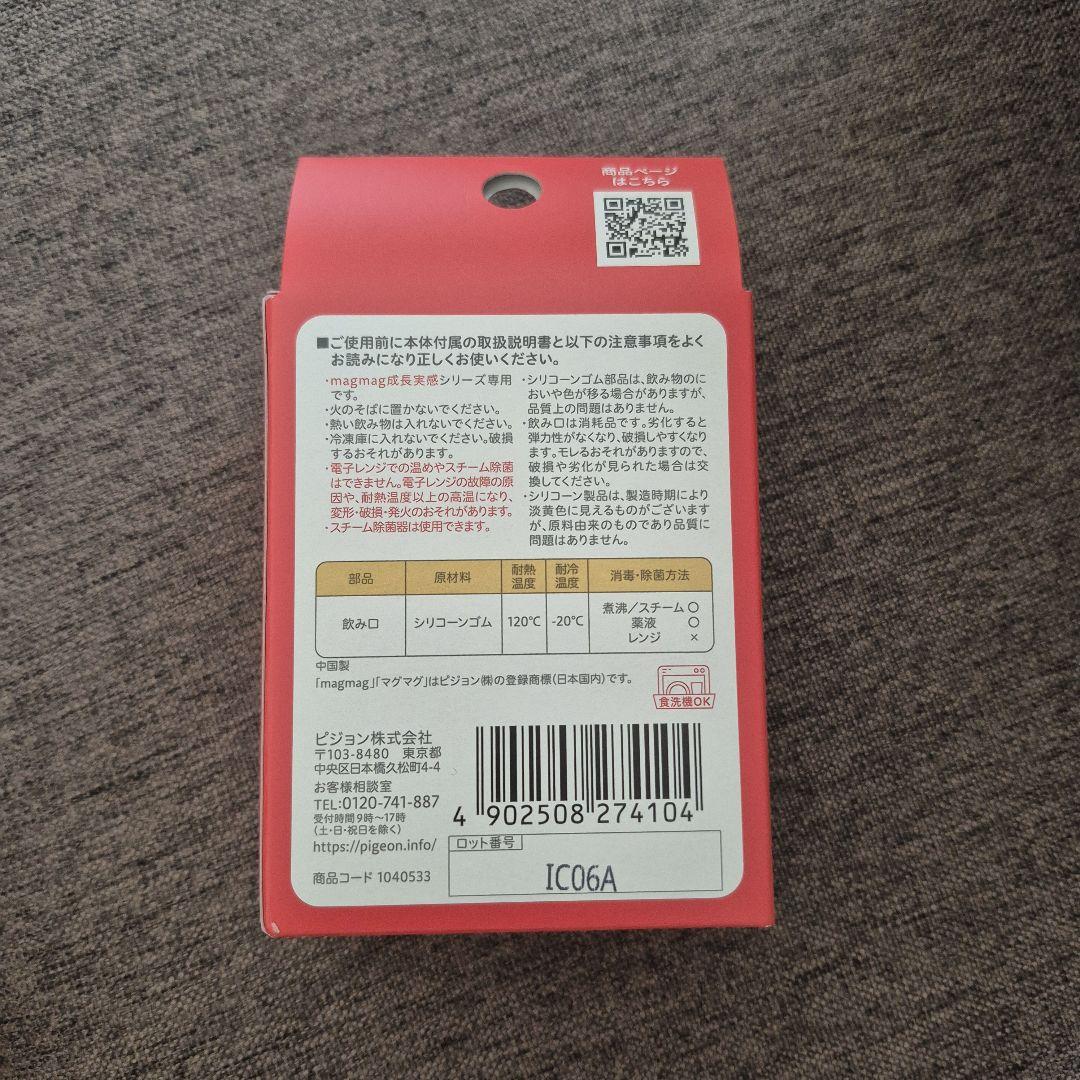 商品ページ
はこちら
■ご使用前に本体付属の取扱説明書と以下の注意事項をよく
お読みになり正しくお使いください。
・magmag成長実感シリーズ専用
です。
・火のそばに置かないでください。
・熱い飲み物は入れないでください。
・冷凍庫に入れないでください。破損
するおそれがあります。
・電子レンジでの温めやスチーム除菌
はできません。電子レンジの故障の原
因や、耐熱温度以上の高温になり、
変形・破損・発火のおそれがあります。
・スチーム除菌器は使用できます。
・シリコーンゴム部品は、飲み物のに
おいや色が移る場合がありますが、
品質上の問題はありません。
・飲み口は消耗品です。劣化すると
弾力性がなくなり、破損しやすくなり
ます。モレるおそれがありますので、
破損や劣化が見られた場合は交
換してください。
・シリコーン製品は、製造時期により
淡黄色に見えるものがございます
が、原料由来のものであり品質に
問題はありません。
部品 原材料 耐熱温度 耐冷温度 消毒・除菌方法
飲み口 シリコーンゴム 120℃ -20℃ 煮沸/スチーム ○
薬液 ○
レンジ ×
中国製
「magmag」「マグマグ」はピジョン㈱の登録商標(日本国内)です。
食洗機OK
ピジョン株式会社
〒103-8480 東京都
中央区日本橋久松町4-4
お客様相談室
TEL:0120-741-887
受付時間9時～17時
(土・日・祝日を除く)
https://pigeon.info/
商品コード 1040533
4 902508 274104
ロット番号
IC06A